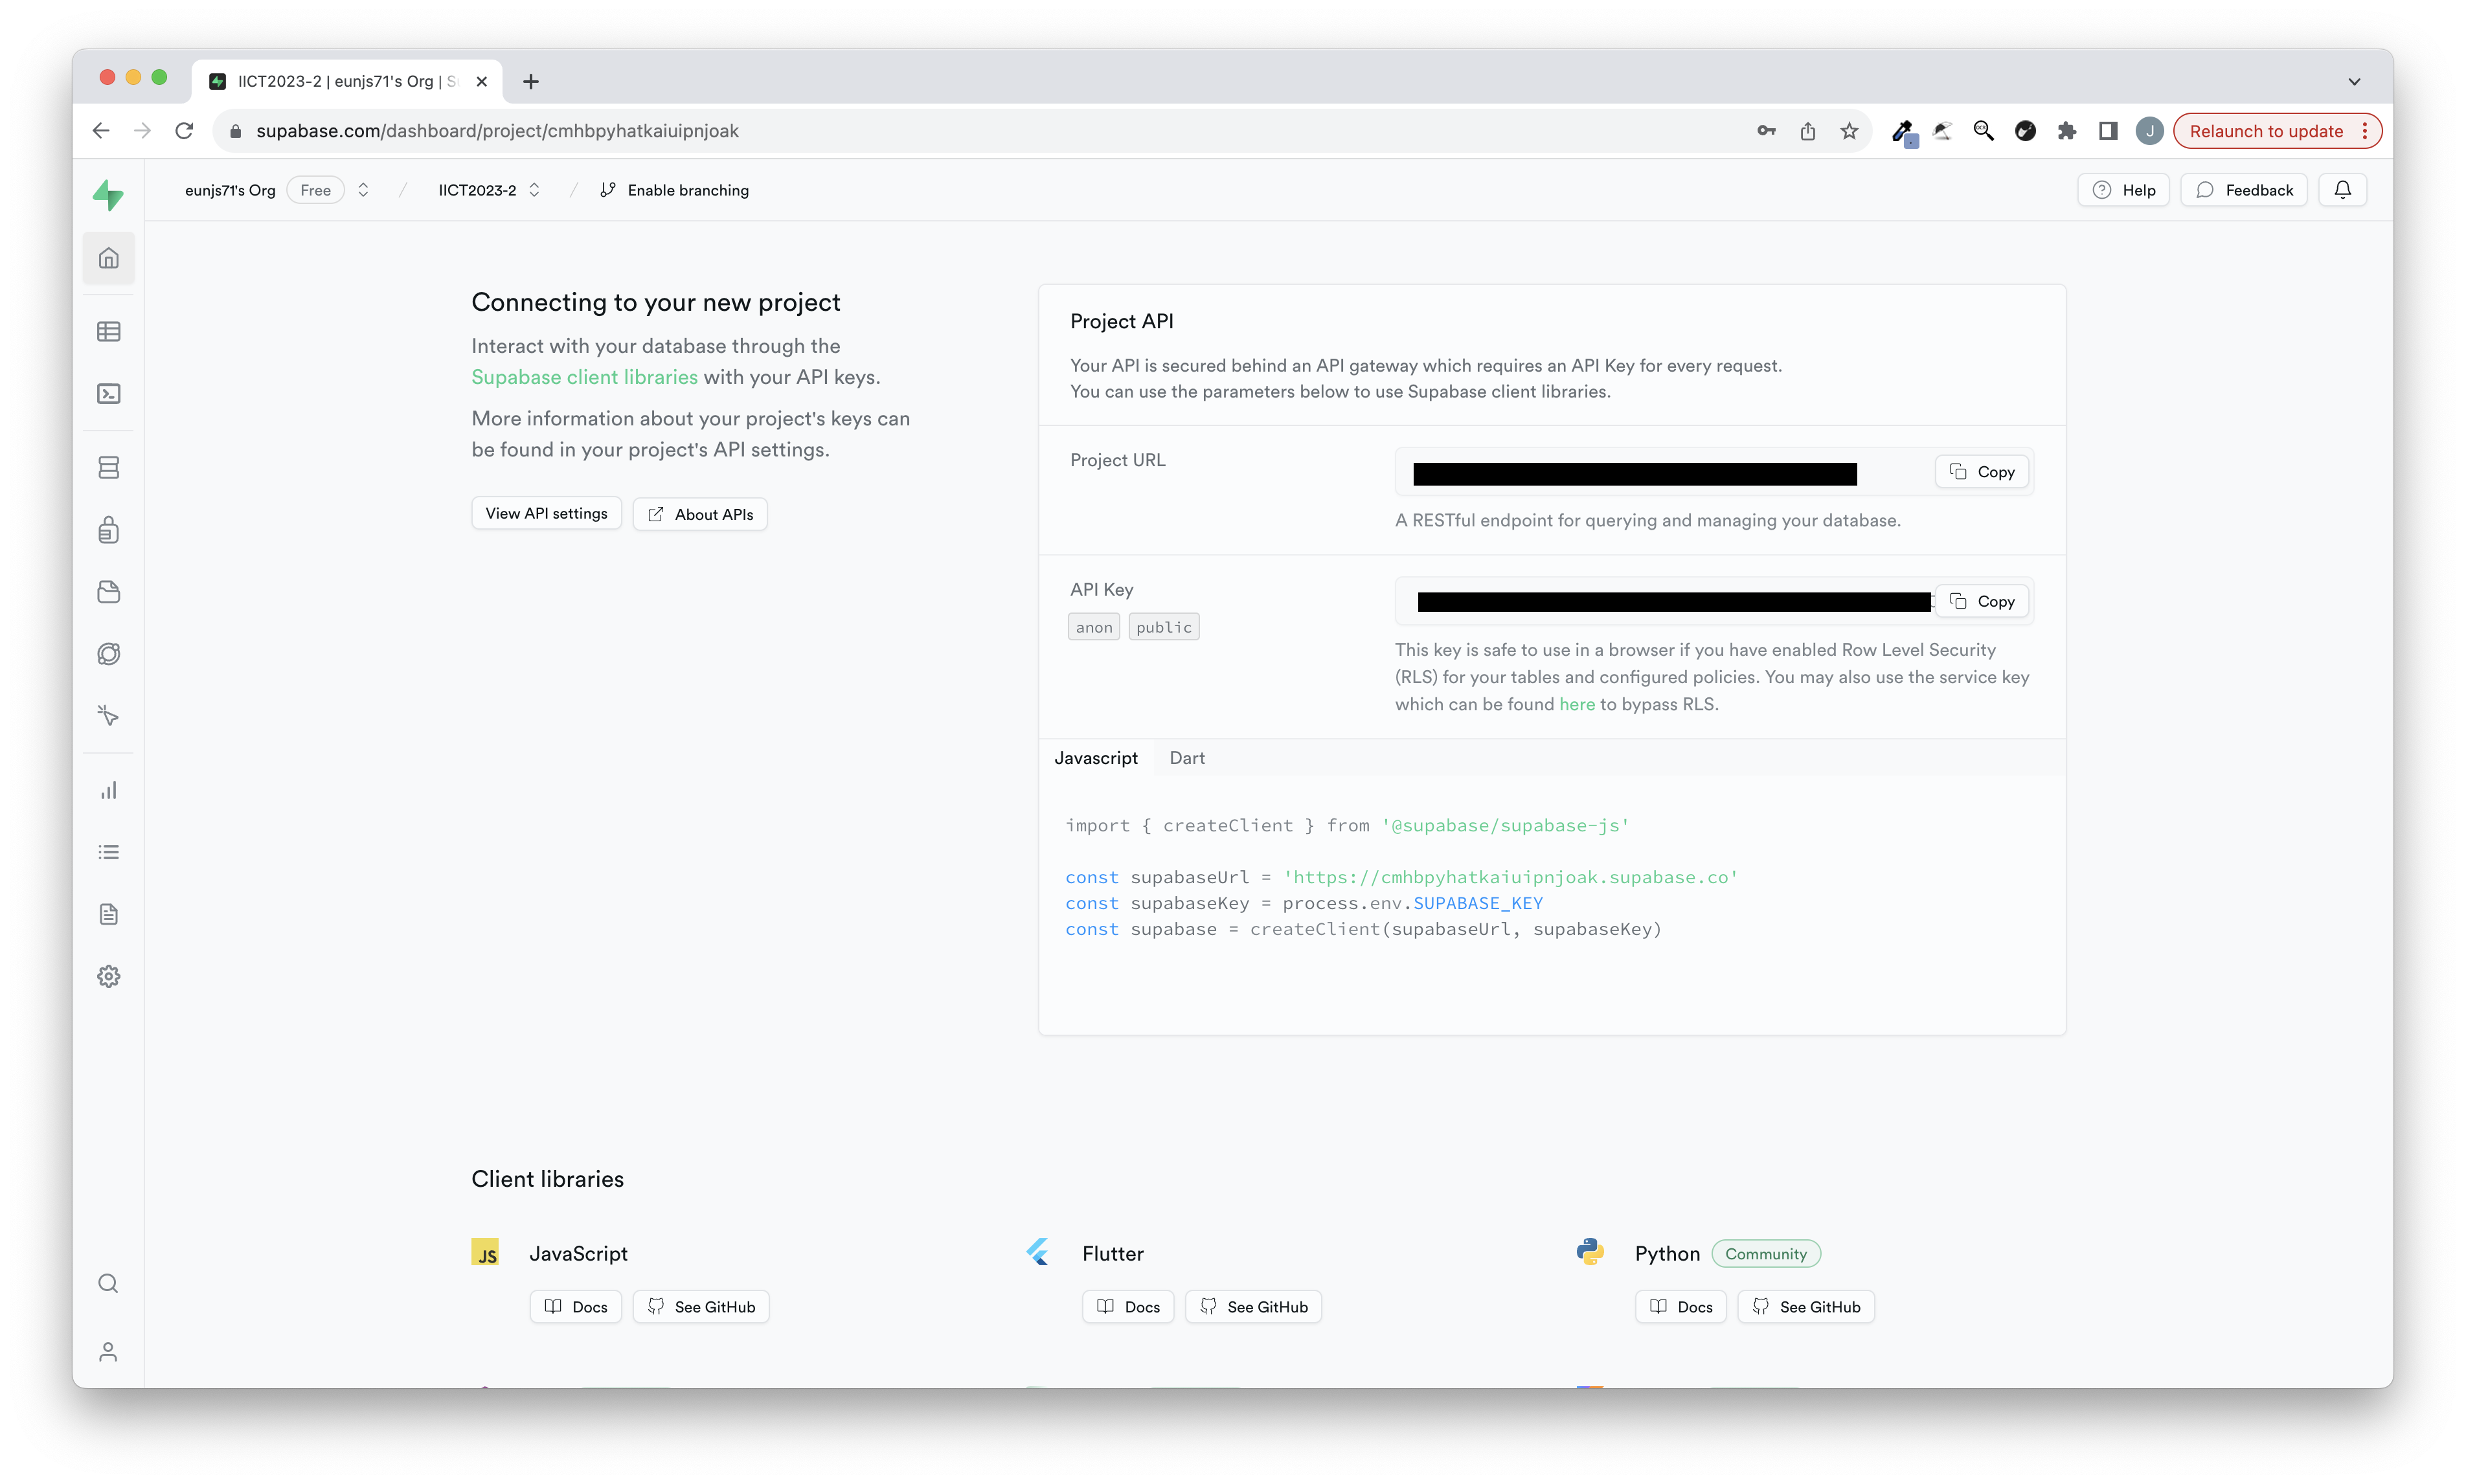 IICT2023-2 | eunjs71's Org | S
supabase.com/dashboard/project/cmhbpyhatkaiuipnjoak
J
Relaunch to update
eunjs71's Org
Free
/
IICT2023-2
/
Enable branching
Help
Feedback
Connecting to your new project
Interact with your database through the
Supabase client libraries with your API keys.
More information about your project's keys can
be found in your project's API settings.
View API settings
About APIs
Project API
Your API is secured behind an API gateway which requires an API Key for every request.
You can use the parameters below to use Supabase client libraries.
Project URL
Copy
A RESTful endpoint for querying and managing your database.
API Key
anon
public
Copy
This key is safe to use in a browser if you have enabled Row Level Security
(RLS) for your tables and configured policies. You may also use the service key
which can be found here to bypass RLS.
Javascript
Dart
import { createClient } from '@supabase/supabase-js'
const supabaseUrl = 'https://cmhbpyhatkaiuipnjoak.supabase.co'
const supabaseKey = process.env.SUPABASE_KEY
const supabase = createClient(supabaseUrl, supabaseKey)
Client libraries
JS
JavaScript
Docs
See GitHub
Flutter
Docs
See GitHub
Python
Community
Docs
See GitHub